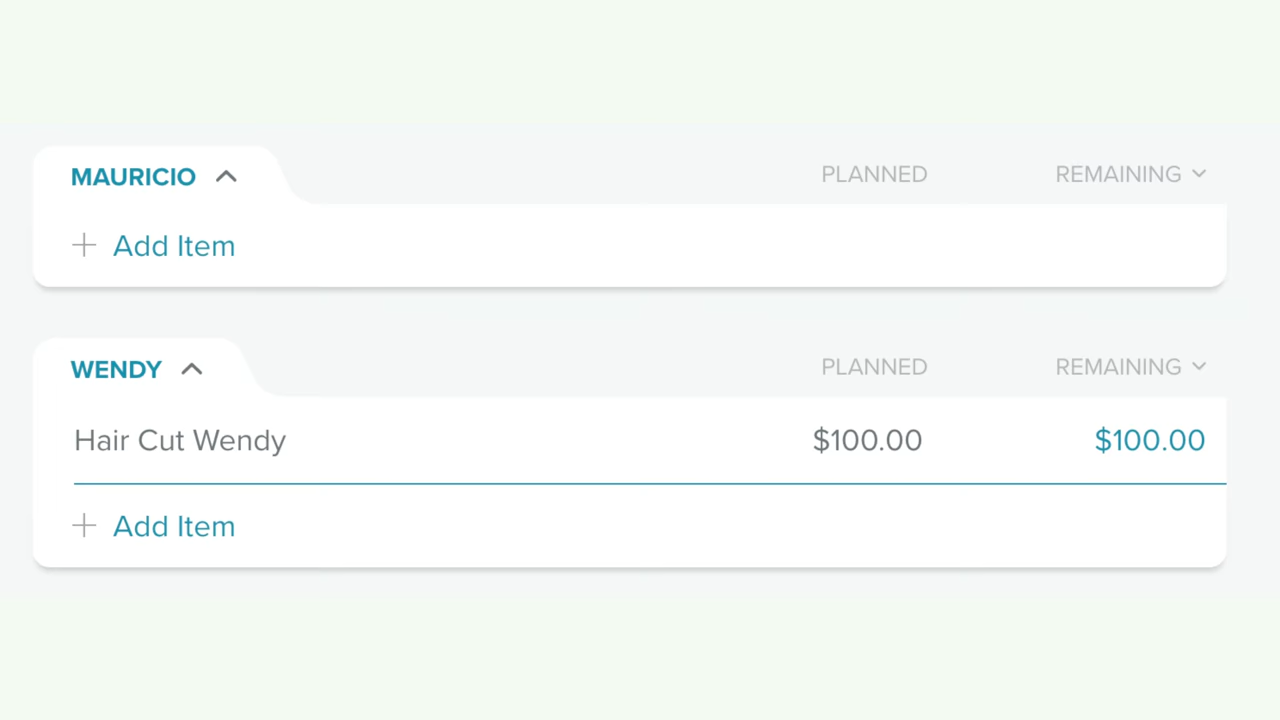 MAURICIO PLANNED REMAINING
Add Item
WENDY PLANNED REMAINING
Hair Cut Wendy $100.00 $100.00
Add Item